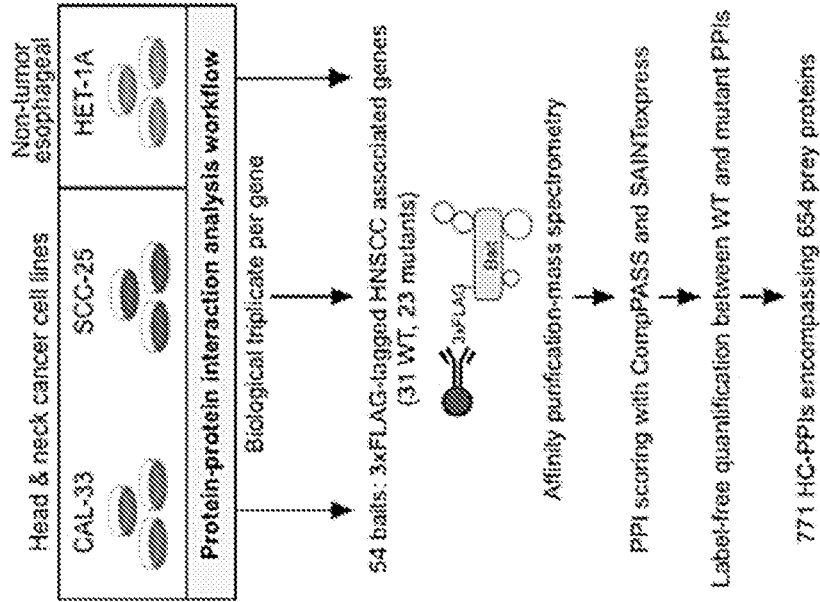 Head & neck cancer cell lines
Non-tumor
esophageal
CAL-33
SCC-25
HET-1A
Protein-protein interaction analysis workflow
Biological triplicate per gene
54 baits: 3xFLAG-tagged HNSCC associated genes
(31 WT, 23 mutants)
3xFLAG
Bait
Affinity purification-mass spectrometry
PPI scoring with CompPASS and SAINTexpress
Label-free quantification between WT and mutant PPIs
771 HC-PPIs encompassing 654 prey proteins